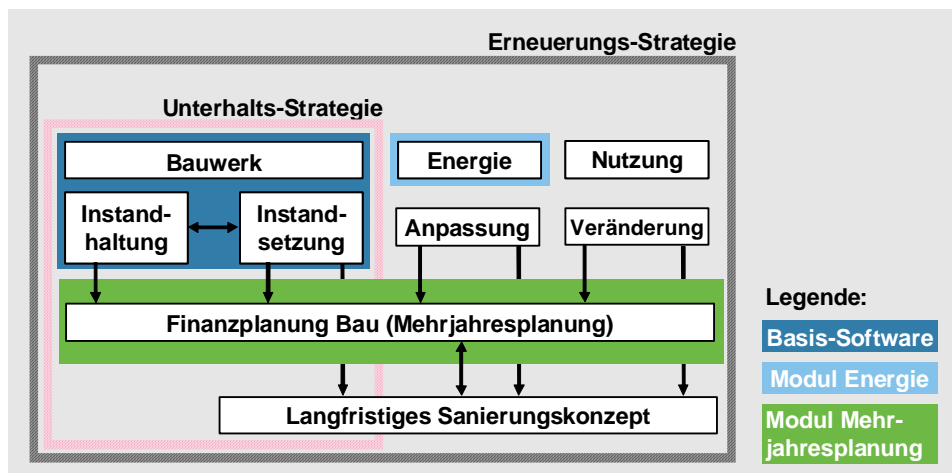 Erneuerungs-Strategie
Unterhalts-Strategie
Bauwerk
Energie
Nutzung
Instand-
haltung
Instand-
setzung
Anpassung
Veränderung
Finanzplanung Bau (Mehrjahresplanung)
Langfristiges Sanierungskonzept
Legende:
Basis-Software
Modul Energie
Modul Mehr-
jahresplanung